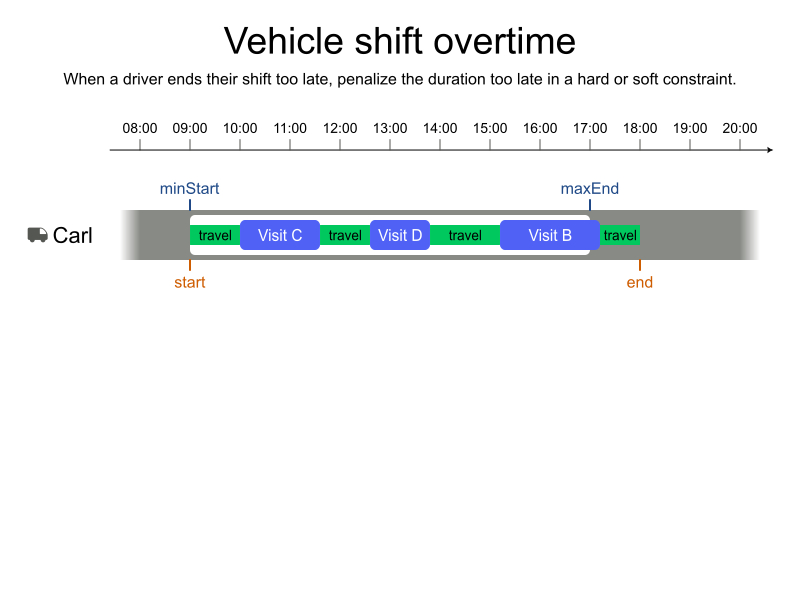 Vehicle shift overtime
When a driver ends their shift too late, penalize the duration too late in a hard or soft constraint.
08:00 09:00 10:00 11:00 12:00 13:00 14:00 15:00 16:00 17:00 18:00 19:00 20:00
minStart maxEnd
Carl travel Visit C travel Visit D travel Visit B travel
start end